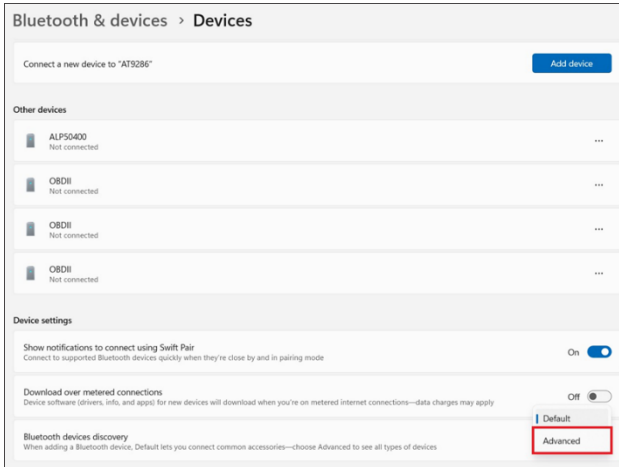 Bluetooth & devices > Devices
Connect a new device to "AT9286"
Add device
Other devices
ALP50400
Not connected
OBDII
Not connected
OBDII
Not connected
OBDII
Not connected
Device settings
Show notifications to connect using Swift Pair
Connect to supported Bluetooth devices quickly when they're close by and in pairing mode
On
Download over metered connections
Device software (drivers, info, and apps) for new devices will download when you're on metered internet connections—data charges may apply
Off
Default
Bluetooth devices discovery
When adding a Bluetooth device, Default lets you connect common accessories—choose Advanced to see all types of devices
Advanced